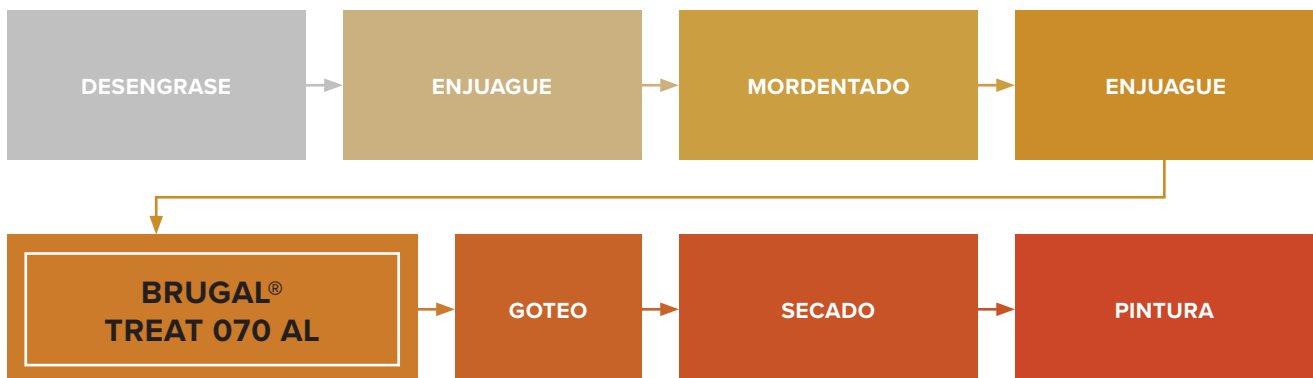 DESENGRASE
ENJUAGUE
MORDENTADO
ENJUAGUE
BRUGAL®
TREAT 070 AL
GOTEO
SECADO
PINTURA